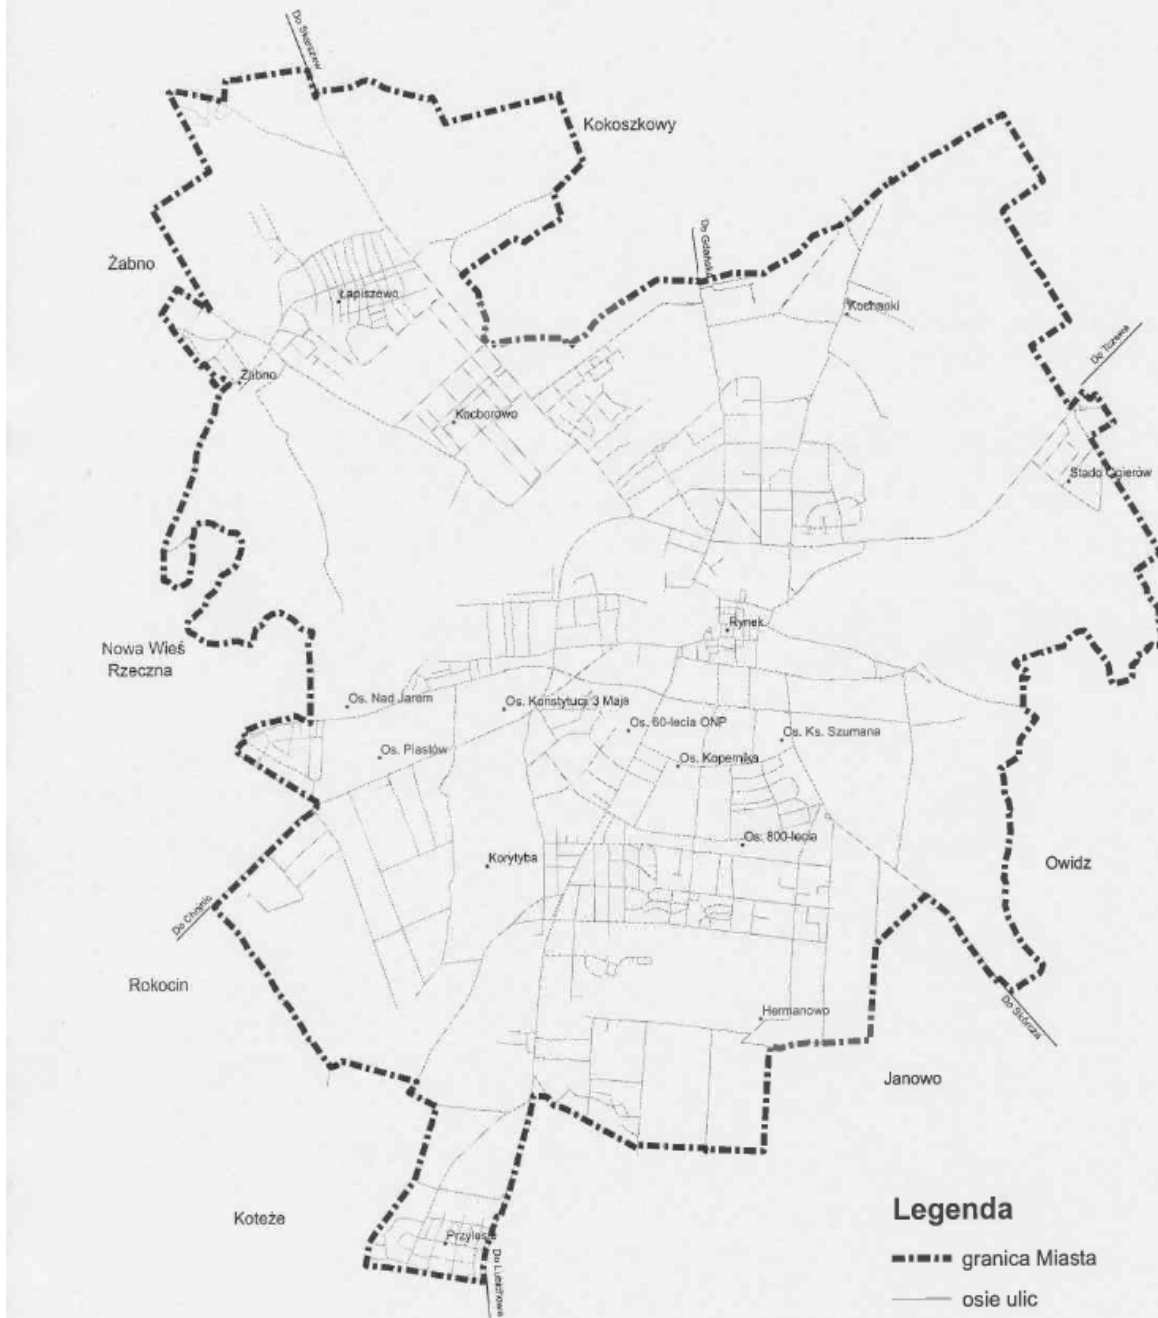 Do Skarszew
Kokoszkowy
Do Gdańska
Żabno
Łapiszewo
Kochanki
Do Tczewa
Żabno
Kocborowo
Stado Ogierów
Rynek
Nowa Wieś
Rzeczna
Os. Nad Jarem
Os. Konstytucji 3 Maja
Os. 60-lecia ONP
Os. Ks. Szumana
Os. Piastów
Os. Kopernika
Os. 800-lecia
Korytyba
Owidz
Do Chojnic
Rokocin
Hermanowo
Do Skórcza
Janowo
Koteże
Przylesie
Do Lubichowa
Legenda
granica Miasta
osie ulic